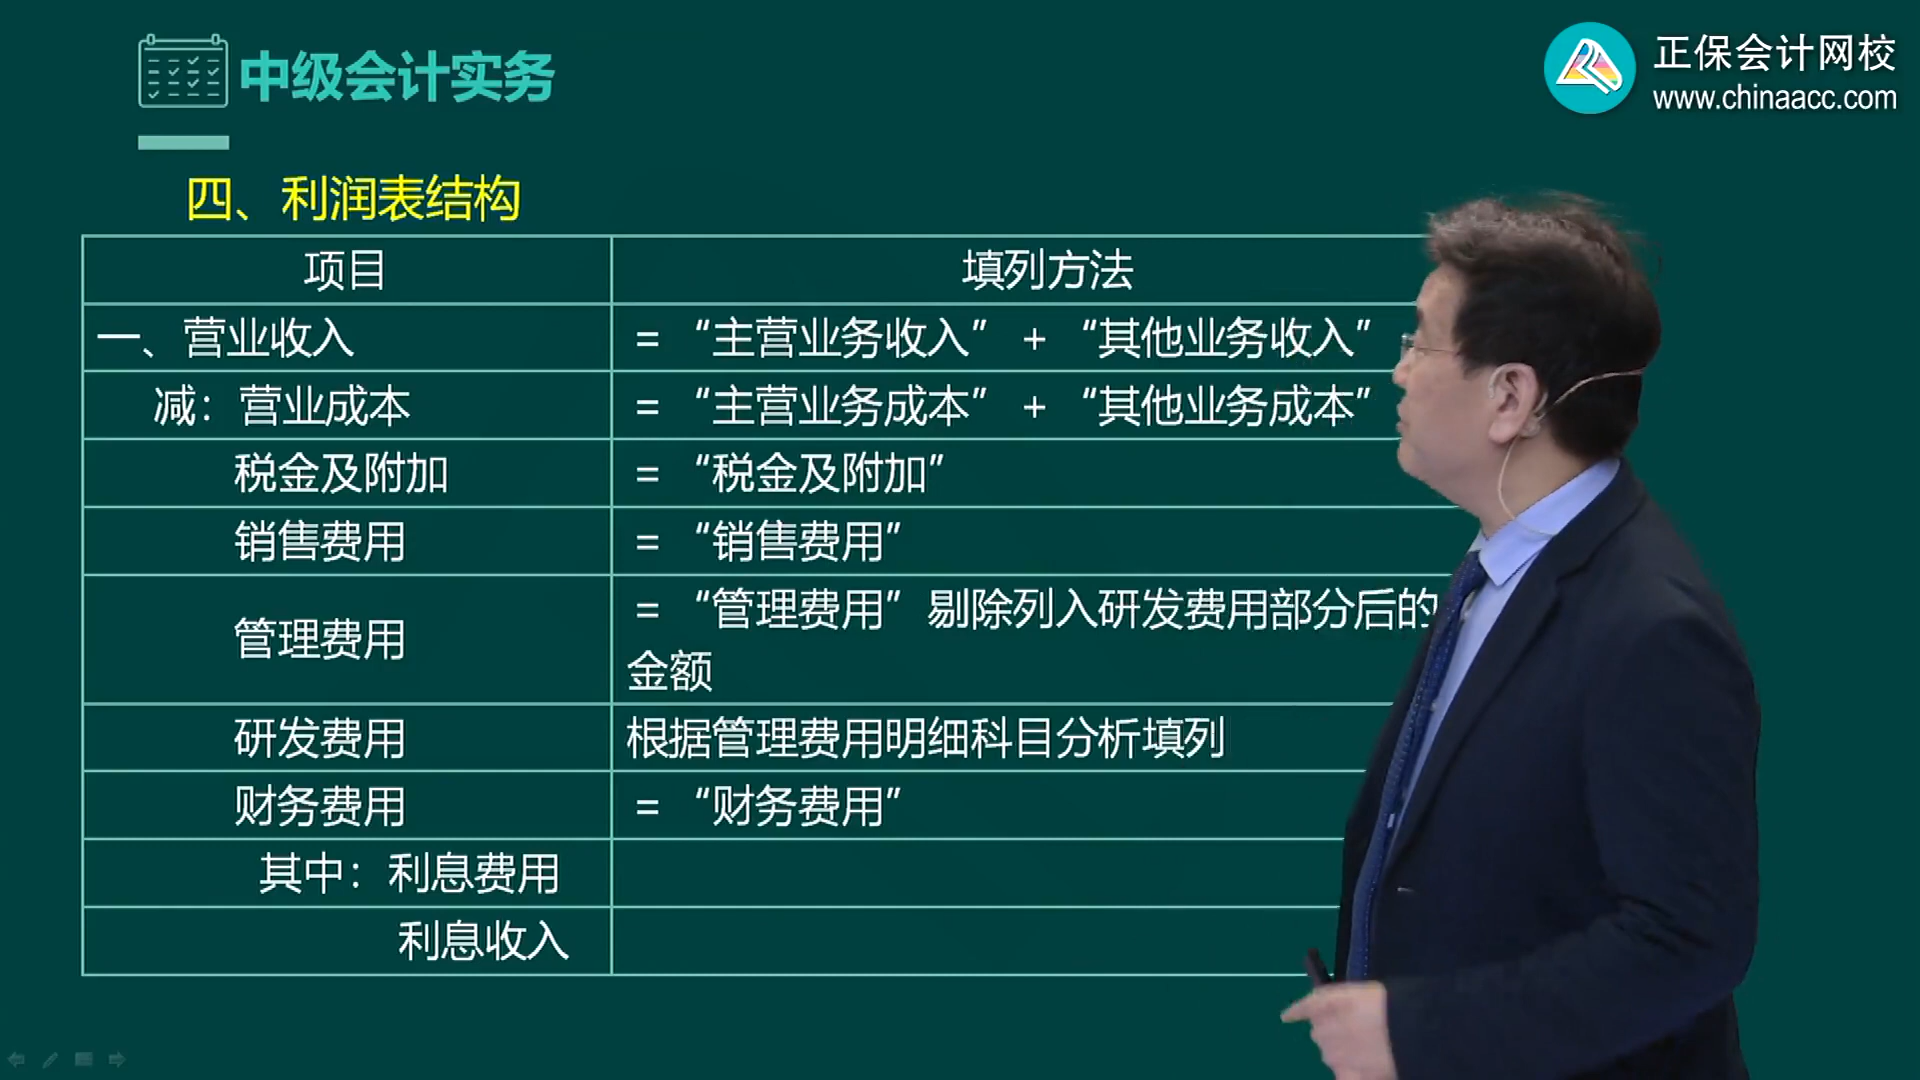 中级会计实务
正保会计网校
www.chinaacc.com
四、利润表结构
项目
填列方法
一、营业收入
= “主营业务收入” + “其他业务收入”
减：营业成本
= “主营业务成本” + “其他业务成本”
税金及附加
= “税金及附加”
销售费用
= “销售费用”
管理费用
= “管理费用”剔除列入研发费用部分后的
金额
研发费用
根据管理费用明细科目分析填列
财务费用
= “财务费用”
其中：利息费用
利息收入